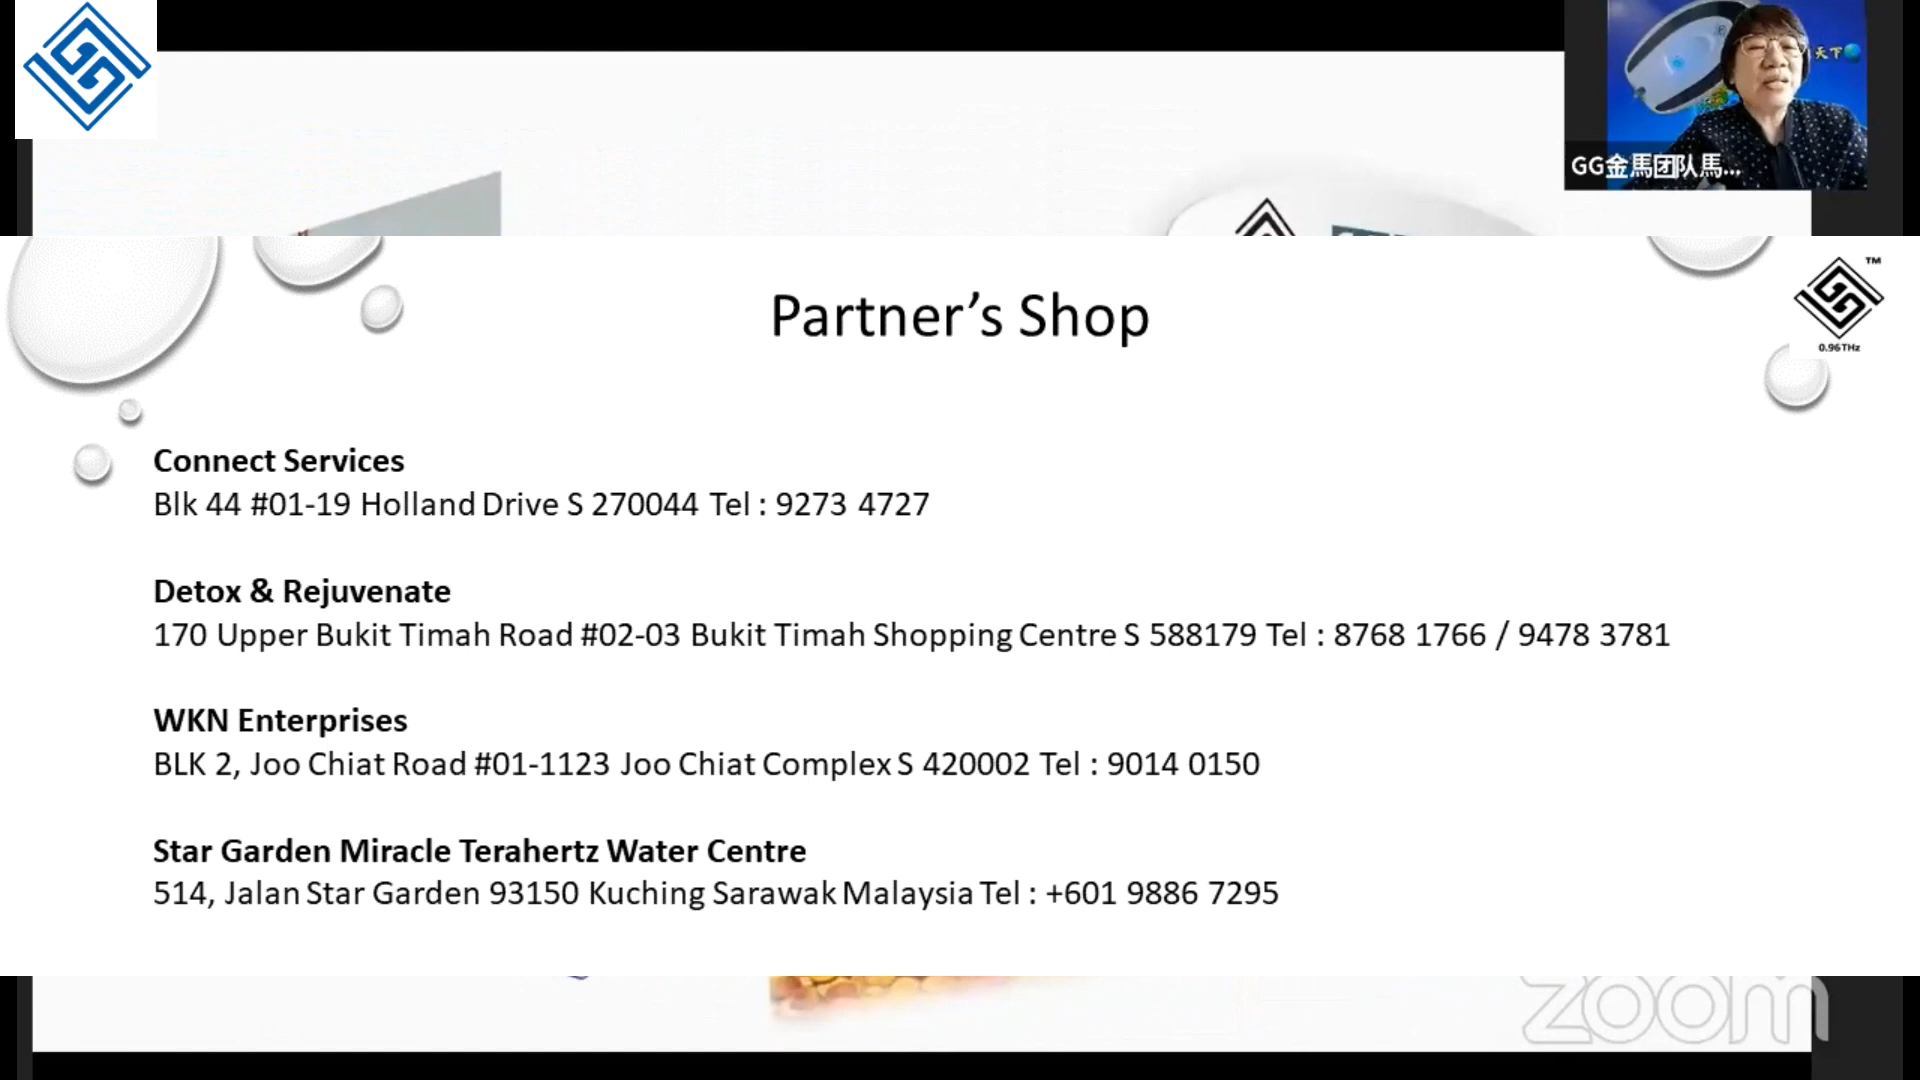 天下
GG金馬团队馬...
TM
0.96THz
Partner’s Shop
Connect Services
Blk 44 #01-19 Holland Drive S 270044 Tel : 9273 4727
Detox & Rejuvenate
170 Upper Bukit Timah Road #02-03 Bukit Timah Shopping Centre S 588179 Tel : 8768 1766 / 9478 3781
WKN Enterprises
BLK 2, Joo Chiat Road #01-1123 Joo Chiat Complex S 420002 Tel : 9014 0150
Star Garden Miracle Terahertz Water Centre
514, Jalan Star Garden 93150 Kuching Sarawak Malaysia Tel : +601 9886 7295
zoom